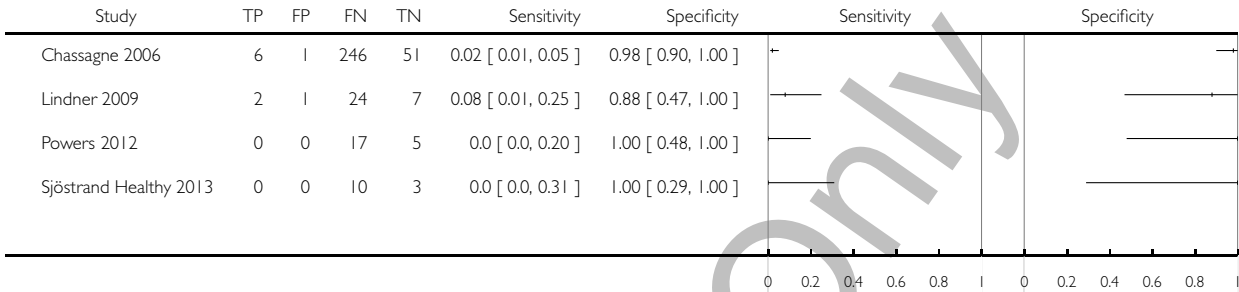 Study TP FP FN TN Sensitivity Specificity Sensitivity Specificity
Chassagne 2006 6 1 246 51 0.02 [ 0.01, 0.05 ] 0.98 [ 0.90, 1.00 ]
Lindner 2009 2 1 24 7 0.08 [ 0.01, 0.25 ] 0.88 [ 0.47, 1.00 ]
Powers 2012 0 0 17 5 0.0 [ 0.0, 0.20 ] 1.00 [ 0.48, 1.00 ]
Sjöstrand Healthy 2013 0 0 10 3 0.0 [ 0.0, 0.31 ] 1.00 [ 0.29, 1.00 ]
0 0.2 0.4 0.6 0.8 1 0 0.2 0.4 0.6 0.8 1
Only